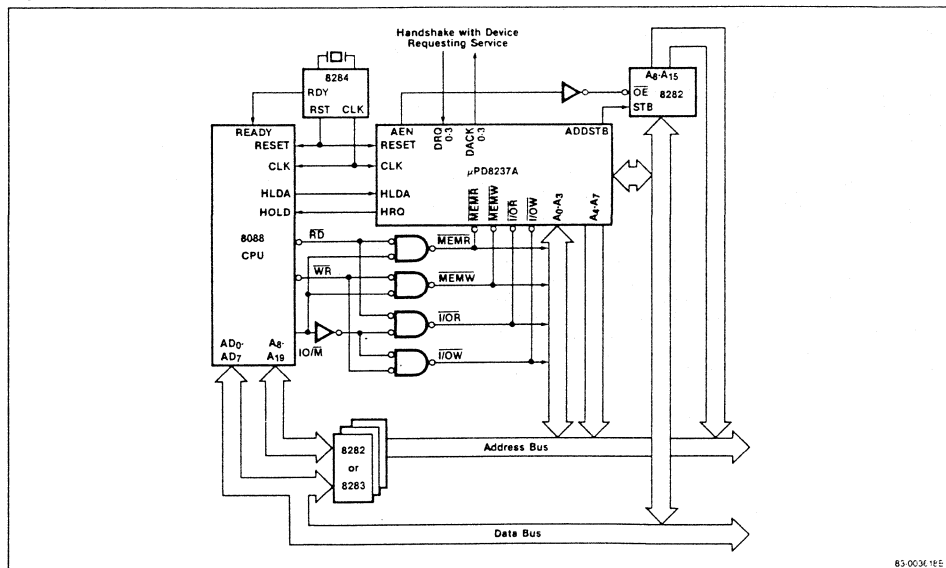 Handshake with Device
Requesting Service
8284
RDY
RST CLK
A8-A15
OE
8282
STB
READY
RESET
CLK
HLDA
HOLD
8088
CPU
RD
WR
IO/M
AD0-
AD7
A8-
A19
AEN
RESET
DRQ
0-3
DACK
0-3
ADDSTB
CLK
μPD8237A
HLDA
HRQ
MEMR
MEMW
I/OR
I/OW
A0-A3
A4-A7
MEMR
MEMW
I/OR
I/OW
8282
or
8283
Address Bus
Data Bus